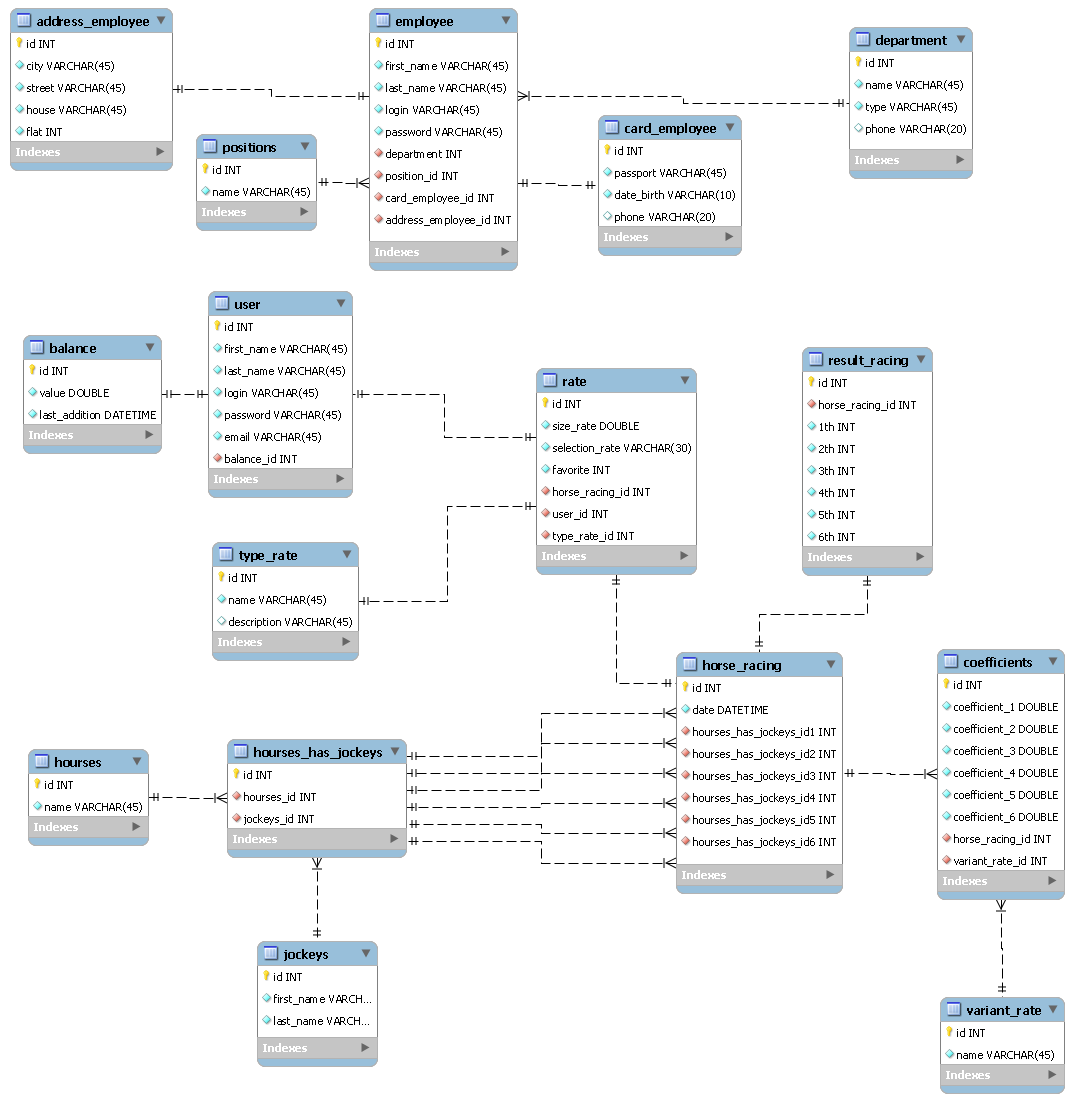 address_employee
id INT
city VARCHAR(45)
street VARCHAR(45)
house VARCHAR(45)
flat INT
Indexes
employee
id INT
first_name VARCHAR(45)
last_name VARCHAR(45)
login VARCHAR(45)
password VARCHAR(45)
department INT
position_id INT
card_employee_id INT
address_employee_id INT
Indexes
department
id INT
name VARCHAR(45)
type VARCHAR(45)
phone VARCHAR(20)
Indexes
positions
id INT
name VARCHAR(45)
Indexes
card_employee
id INT
passport VARCHAR(45)
date_birth VARCHAR(10)
phone VARCHAR(20)
Indexes
user
id INT
first_name VARCHAR(45)
last_name VARCHAR(45)
login VARCHAR(45)
password VARCHAR(45)
email VARCHAR(45)
balance_id INT
Indexes
balance
id INT
value DOUBLE
last_addition DATETIME
Indexes
rate
id INT
size_rate DOUBLE
selection_rate VARCHAR(30)
favorite INT
horse_racing_id INT
user_id INT
type_rate_id INT
Indexes
result_racing
id INT
horse_racing_id INT
1th INT
2th INT
3th INT
4th INT
5th INT
6th INT
Indexes
type_rate
id INT
name VARCHAR(45)
description VARCHAR(45)
Indexes
horse_racing
id INT
date DATETIME
hourses_has_jockeys_id1 INT
hourses_has_jockeys_id2 INT
hourses_has_jockeys_id3 INT
hourses_has_jockeys_id4 INT
hourses_has_jockeys_id5 INT
hourses_has_jockeys_id6 INT
Indexes
coefficients
id INT
coefficient_1 DOUBLE
coefficient_2 DOUBLE
coefficient_3 DOUBLE
coefficient_4 DOUBLE
coefficient_5 DOUBLE
coefficient_6 DOUBLE
horse_racing_id INT
variant_rate_id INT
Indexes
hourses
id INT
name VARCHAR(45)
Indexes
hourses_has_jockeys
id INT
hourses_id INT
jockeys_id INT
Indexes
jockeys
id INT
first_name VARCH...
last_name VARCH...
Indexes
variant_rate
id INT
name VARCHAR(45)
Indexes